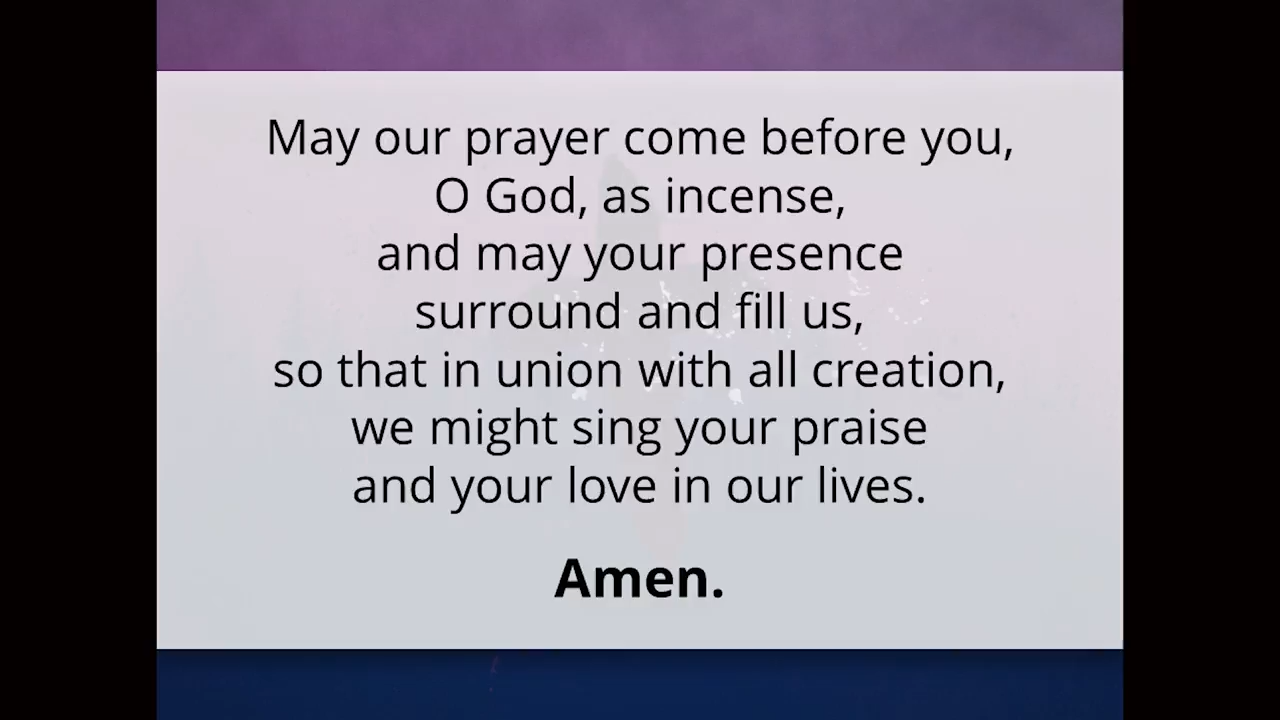 May our prayer come before you,
O God, as incense,
and may your presence
surround and fill us,
so that in union with all creation,
we might sing your praise
and your love in our lives.
Amen.